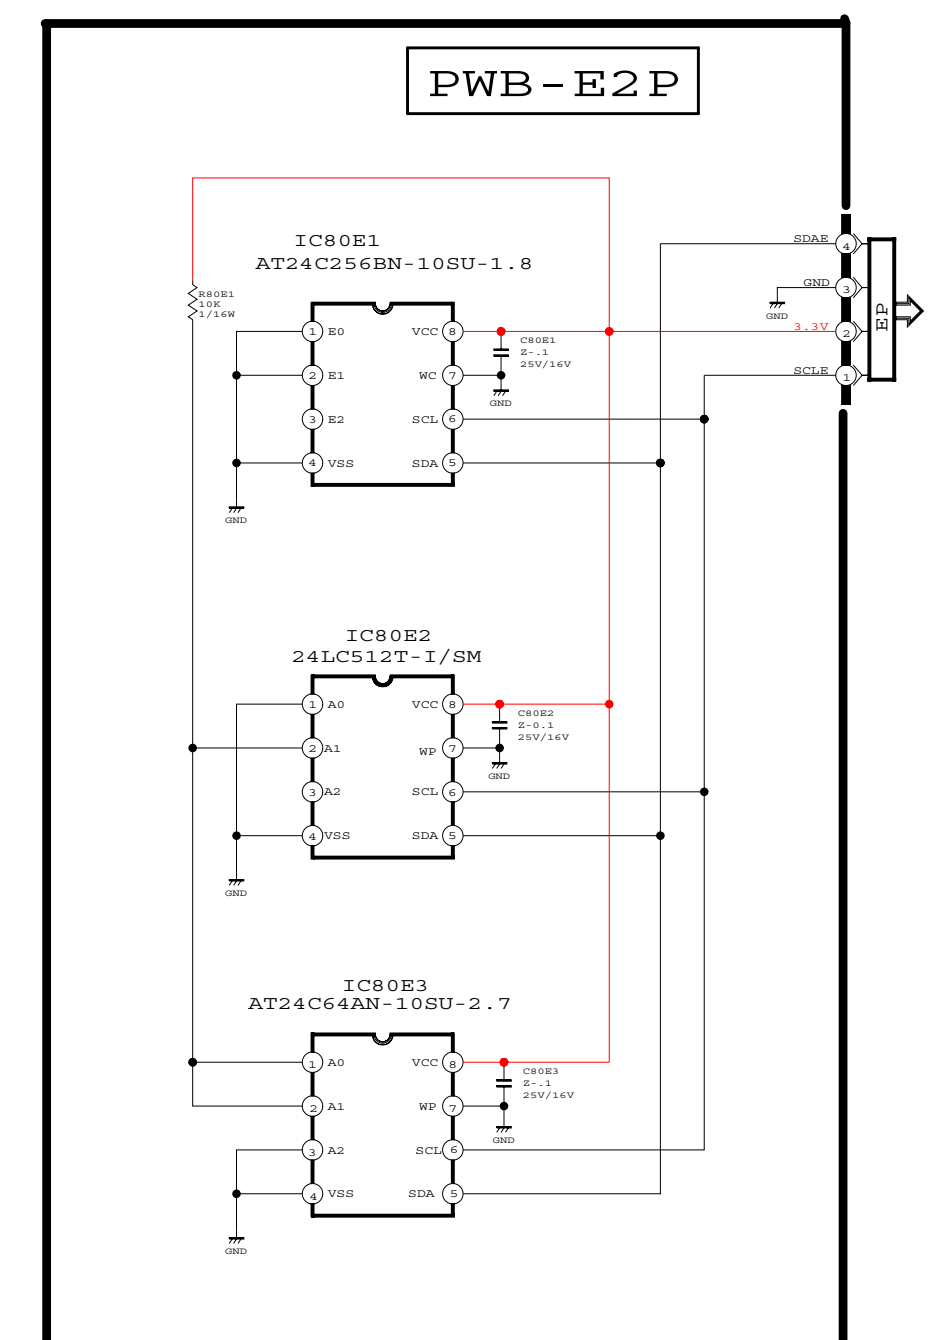 PWB-E2P
IC80E1
AT24C256BN-10SU-1.8
SDAE 4
GND 3
GND
3.3V 2
SCLE 1
EP
R80E1
10K
1/16W
1 E0 VCC 8
2 E1 WC 7
3 E2 SCL 6
4 VSS SDA 5
C80E1
Z-.1
25V/16V
GND
GND
IC80E2
24LC512T-I/SM
1 A0 VCC 8
2 A1 WP 7
3 A2 SCL 6
4 VSS SDA 5
C80E2
Z-0.1
25V/16V
GND
GND
IC80E3
AT24C64AN-10SU-2.7
1 A0 VCC 8
2 A1 WP 7
3 A2 SCL 6
4 VSS SDA 5
C80E3
Z-.1
25V/16V
GND
GND